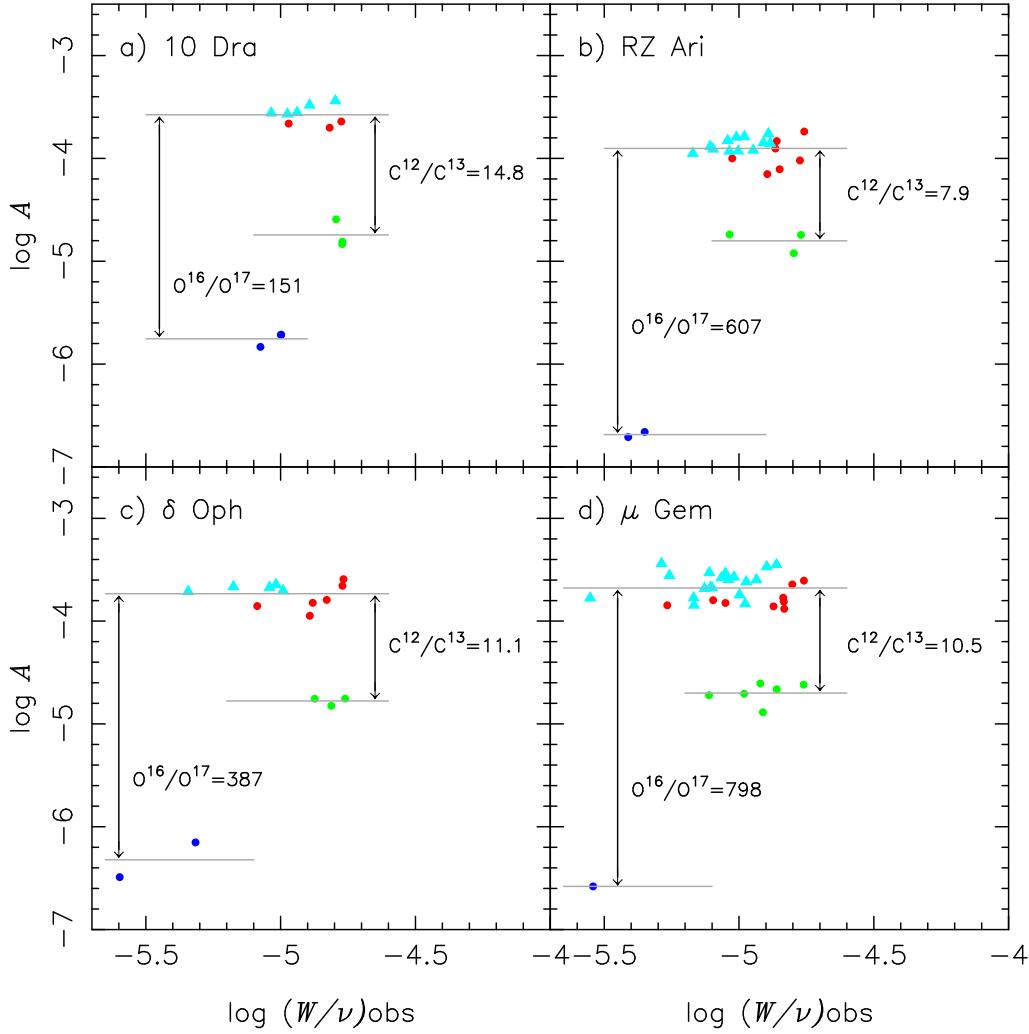 a) 10 Dra
b) RZ Ari
−3
−4
−5
−6
−7
log A
C¹²/C¹³=14.8
O¹⁶/O¹⁷=151
C¹²/C¹³=7.9
O¹⁶/O¹⁷=607
c) δ Oph
d) μ Gem
−3
−4
−5
−6
−7
log A
C¹²/C¹³=11.1
O¹⁶/O¹⁷=387
C¹²/C¹³=10.5
O¹⁶/O¹⁷=798
−5.5 −5 −4.5 −4 −5.5 −5 −4.5 −4
log (W/ν)obs
log (W/ν)obs